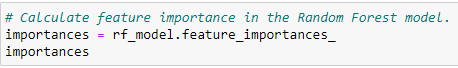 # Calculate feature importance in the Random Forest model.
importances = rf_model.feature_importances_
importances